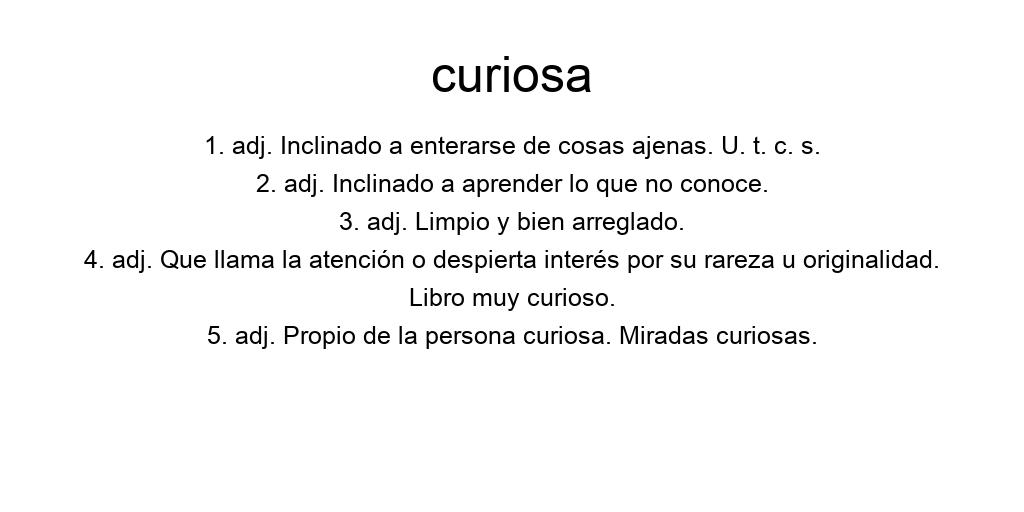 curiosa
1. adj. Inclinado a enterarse de cosas ajenas. U. t. c. s.
2. adj. Inclinado a aprender lo que no conoce.
3. adj. Limpio y bien arreglado.
4. adj. Que llama la atención o despierta interés por su rareza u originalidad.
Libro muy curioso.
5. adj. Propio de la persona curiosa. Miradas curiosas.